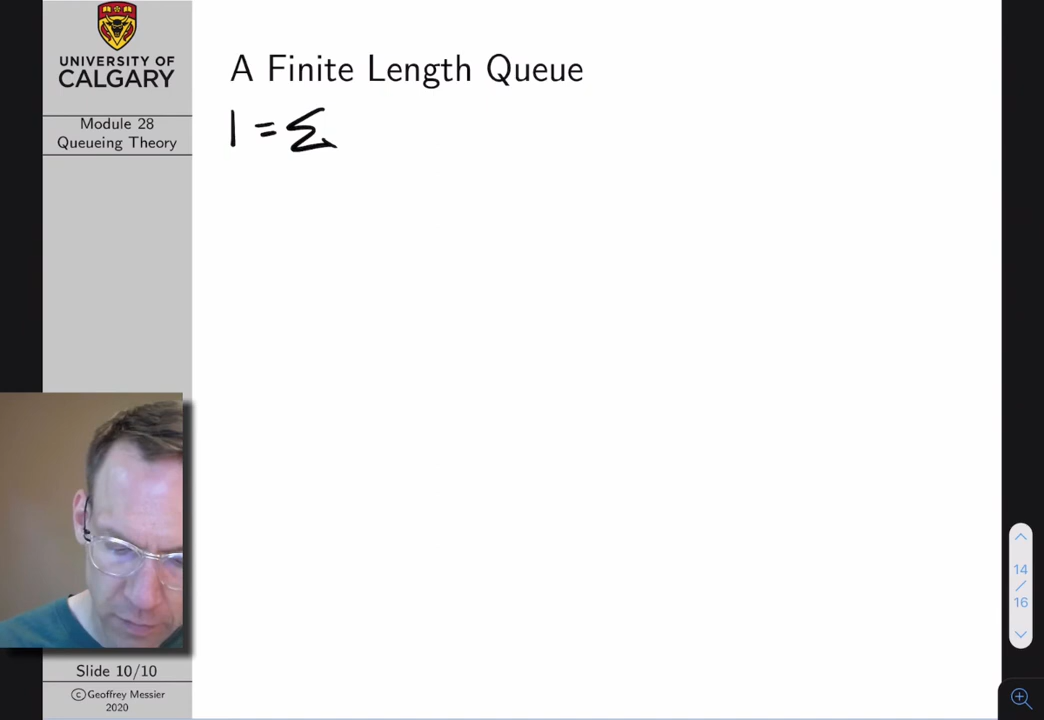 UNIVERSITY OF
CALGARY
Module 28
Queueing Theory
A Finite Length Queue
1 = Σ
14
/
16
Slide 10/10
©Geoffrey Messier
2020